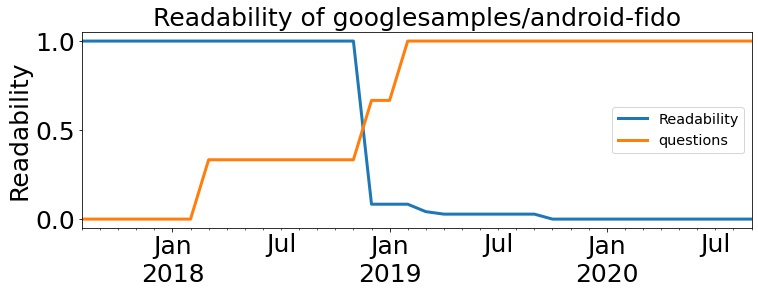 Readability of googlesamples/android-fido
Readability
1.0
0.5
0.0
Readability
questions
Jan Jul Jan Jul Jan Jul
2018 2019 2020